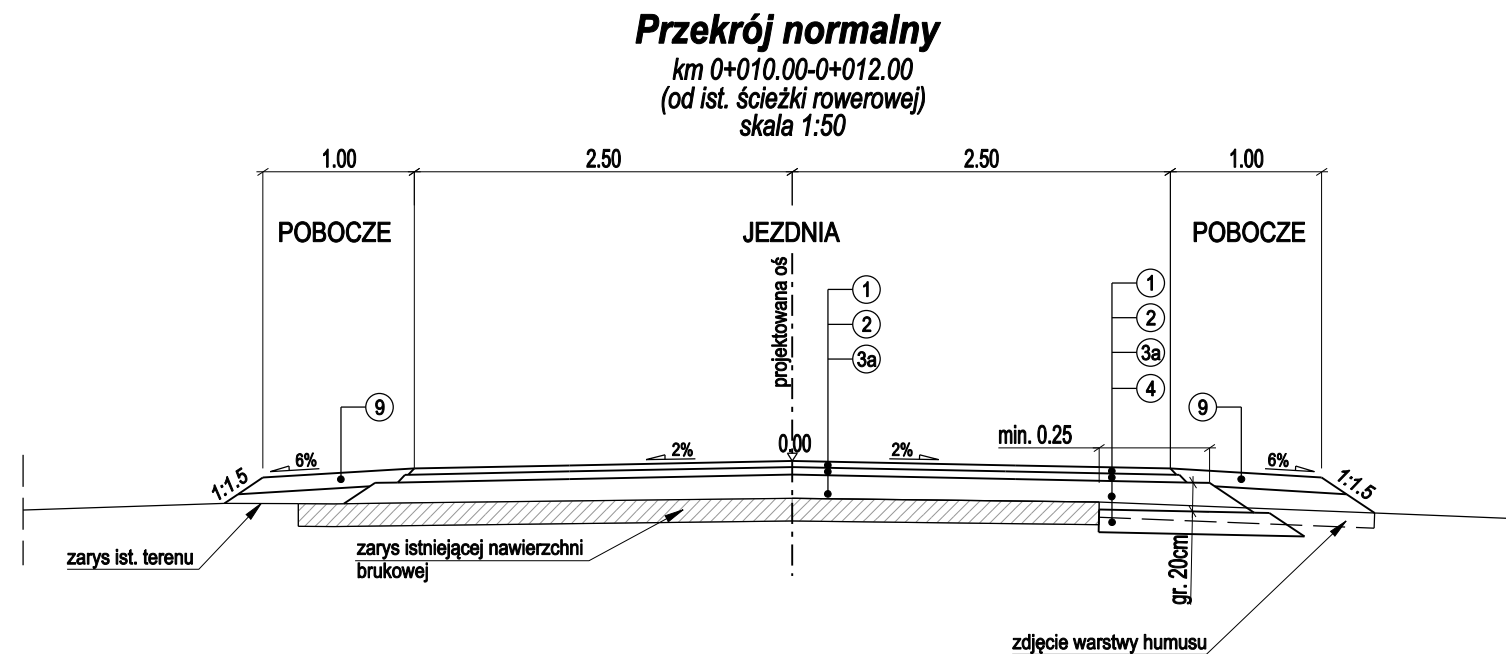 Przekrój normalny
km 0+010.00-0+012.00
(od ist. ścieżki rowerowej)
skala 1:50
1.00 2.50 2.50 1.00
POBOCZE JEZDNIA POBOCZE
projektowana oś
1 1
2 2
3a 3a
4
9 9
min. 0.25
0.00
6% 2% 2% 6%
1:1.5 1:1.5
gr. 20cm
zarys ist. terenu
zarys istniejącej nawierzchni
brukowej
zdjęcie warstwy humusu